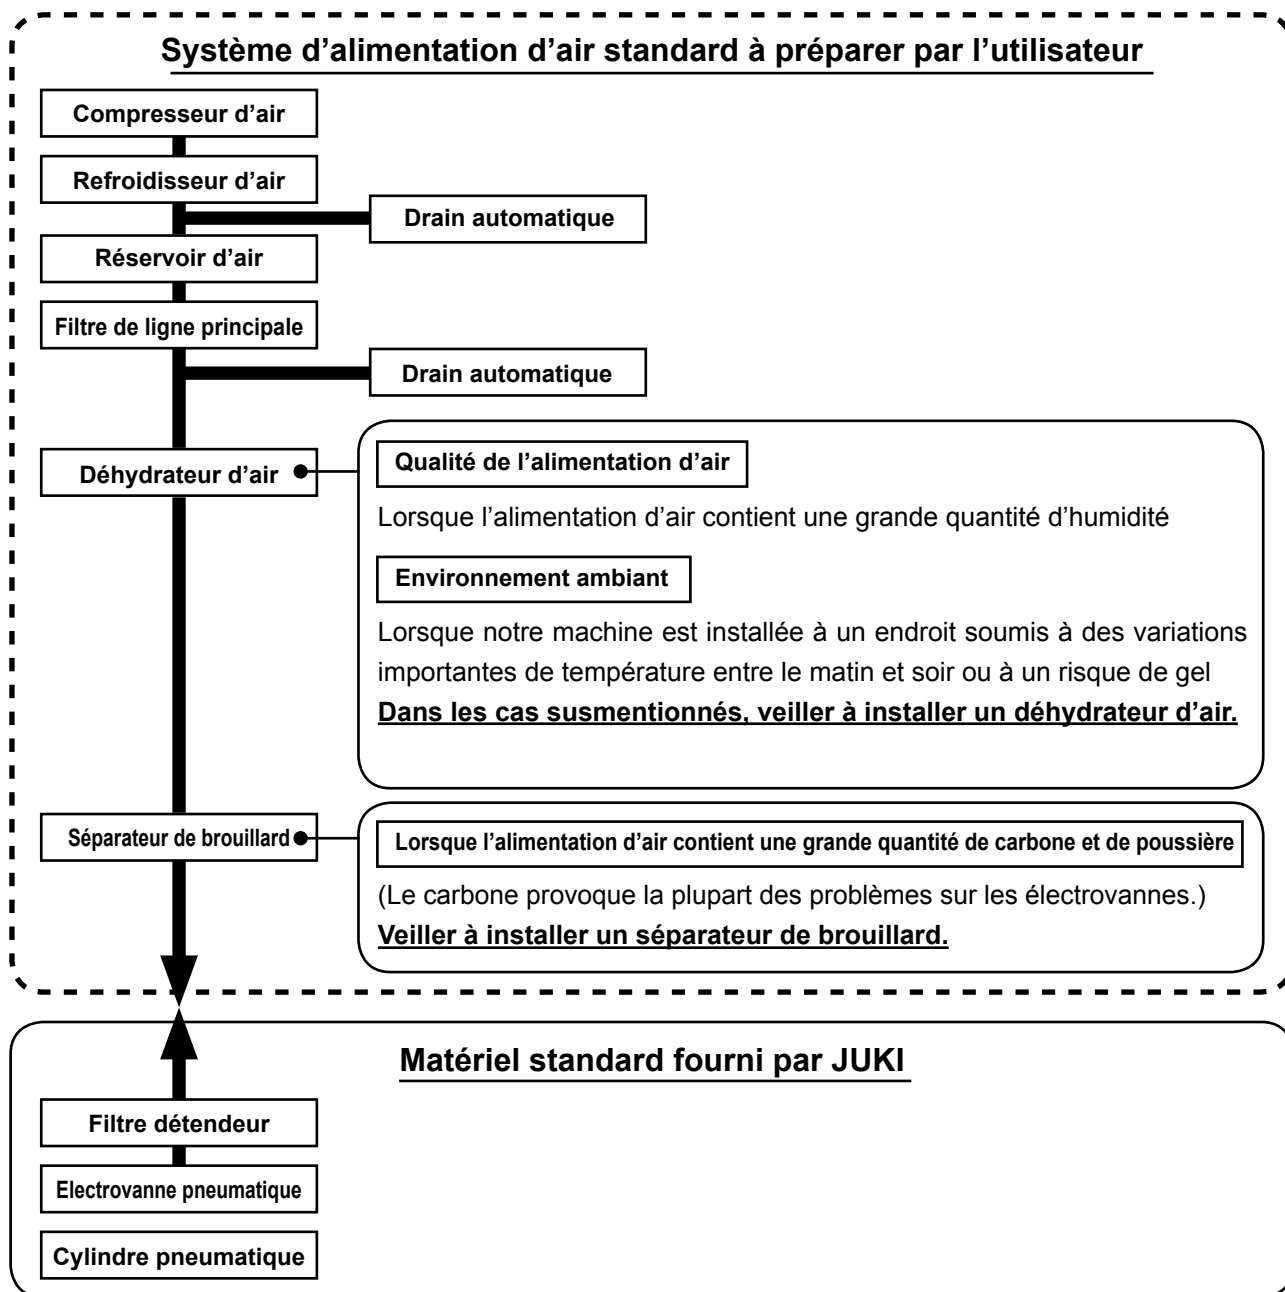 Système d’alimentation d’air standard à préparer par l’utilisateur
Compresseur d’air
Refroidisseur d’air
Drain automatique
Réservoir d’air
Filtre de ligne principale
Drain automatique
Déhydrateur d’air
Qualité de l’alimentation d’air
Lorsque l’alimentation d’air contient une grande quantité d’humidité
Environnement ambiant
Lorsque notre machine est installée à un endroit soumis à des variations
importantes de température entre le matin et soir ou à un risque de gel
Dans les cas susmentionnés, veiller à installer un déhydrateur d’air.
Séparateur de brouillard
Lorsque l’alimentation d’air contient une grande quantité de carbone et de poussière
(Le carbone provoque la plupart des problèmes sur les électrovannes.)
Veiller à installer un séparateur de brouillard.
Matériel standard fourni par JUKI
Filtre détendeur
Electrovanne pneumatique
Cylindre pneumatique